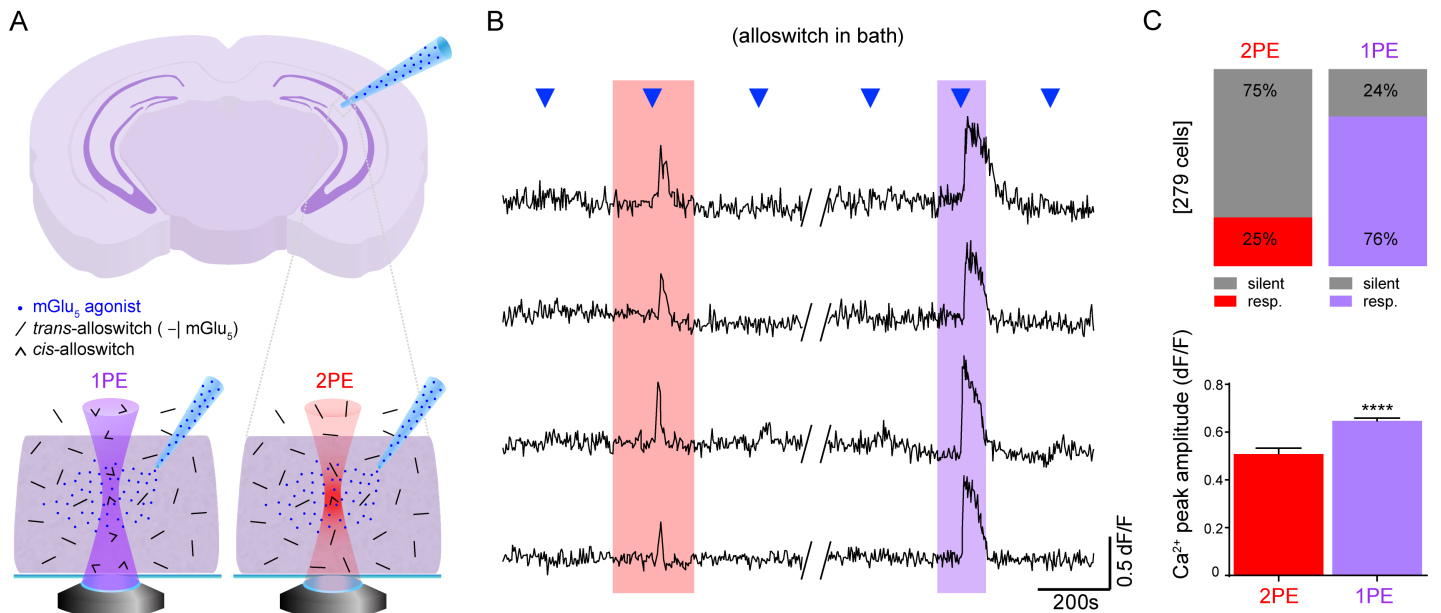 A
mGlu₅ agonist
trans-alloswitch ( –| mGlu₅)
cis-alloswitch
1PE
2PE
B
(alloswitch in bath)
0.5 dF/F
200s
C
2PE
1PE
[279 cells]
75%
24%
25%
76%
silent
silent
resp.
resp.
Ca²⁺ peak amplitude (dF/F)
0.8
0.6
0.4
0.2
0
****
2PE
1PE